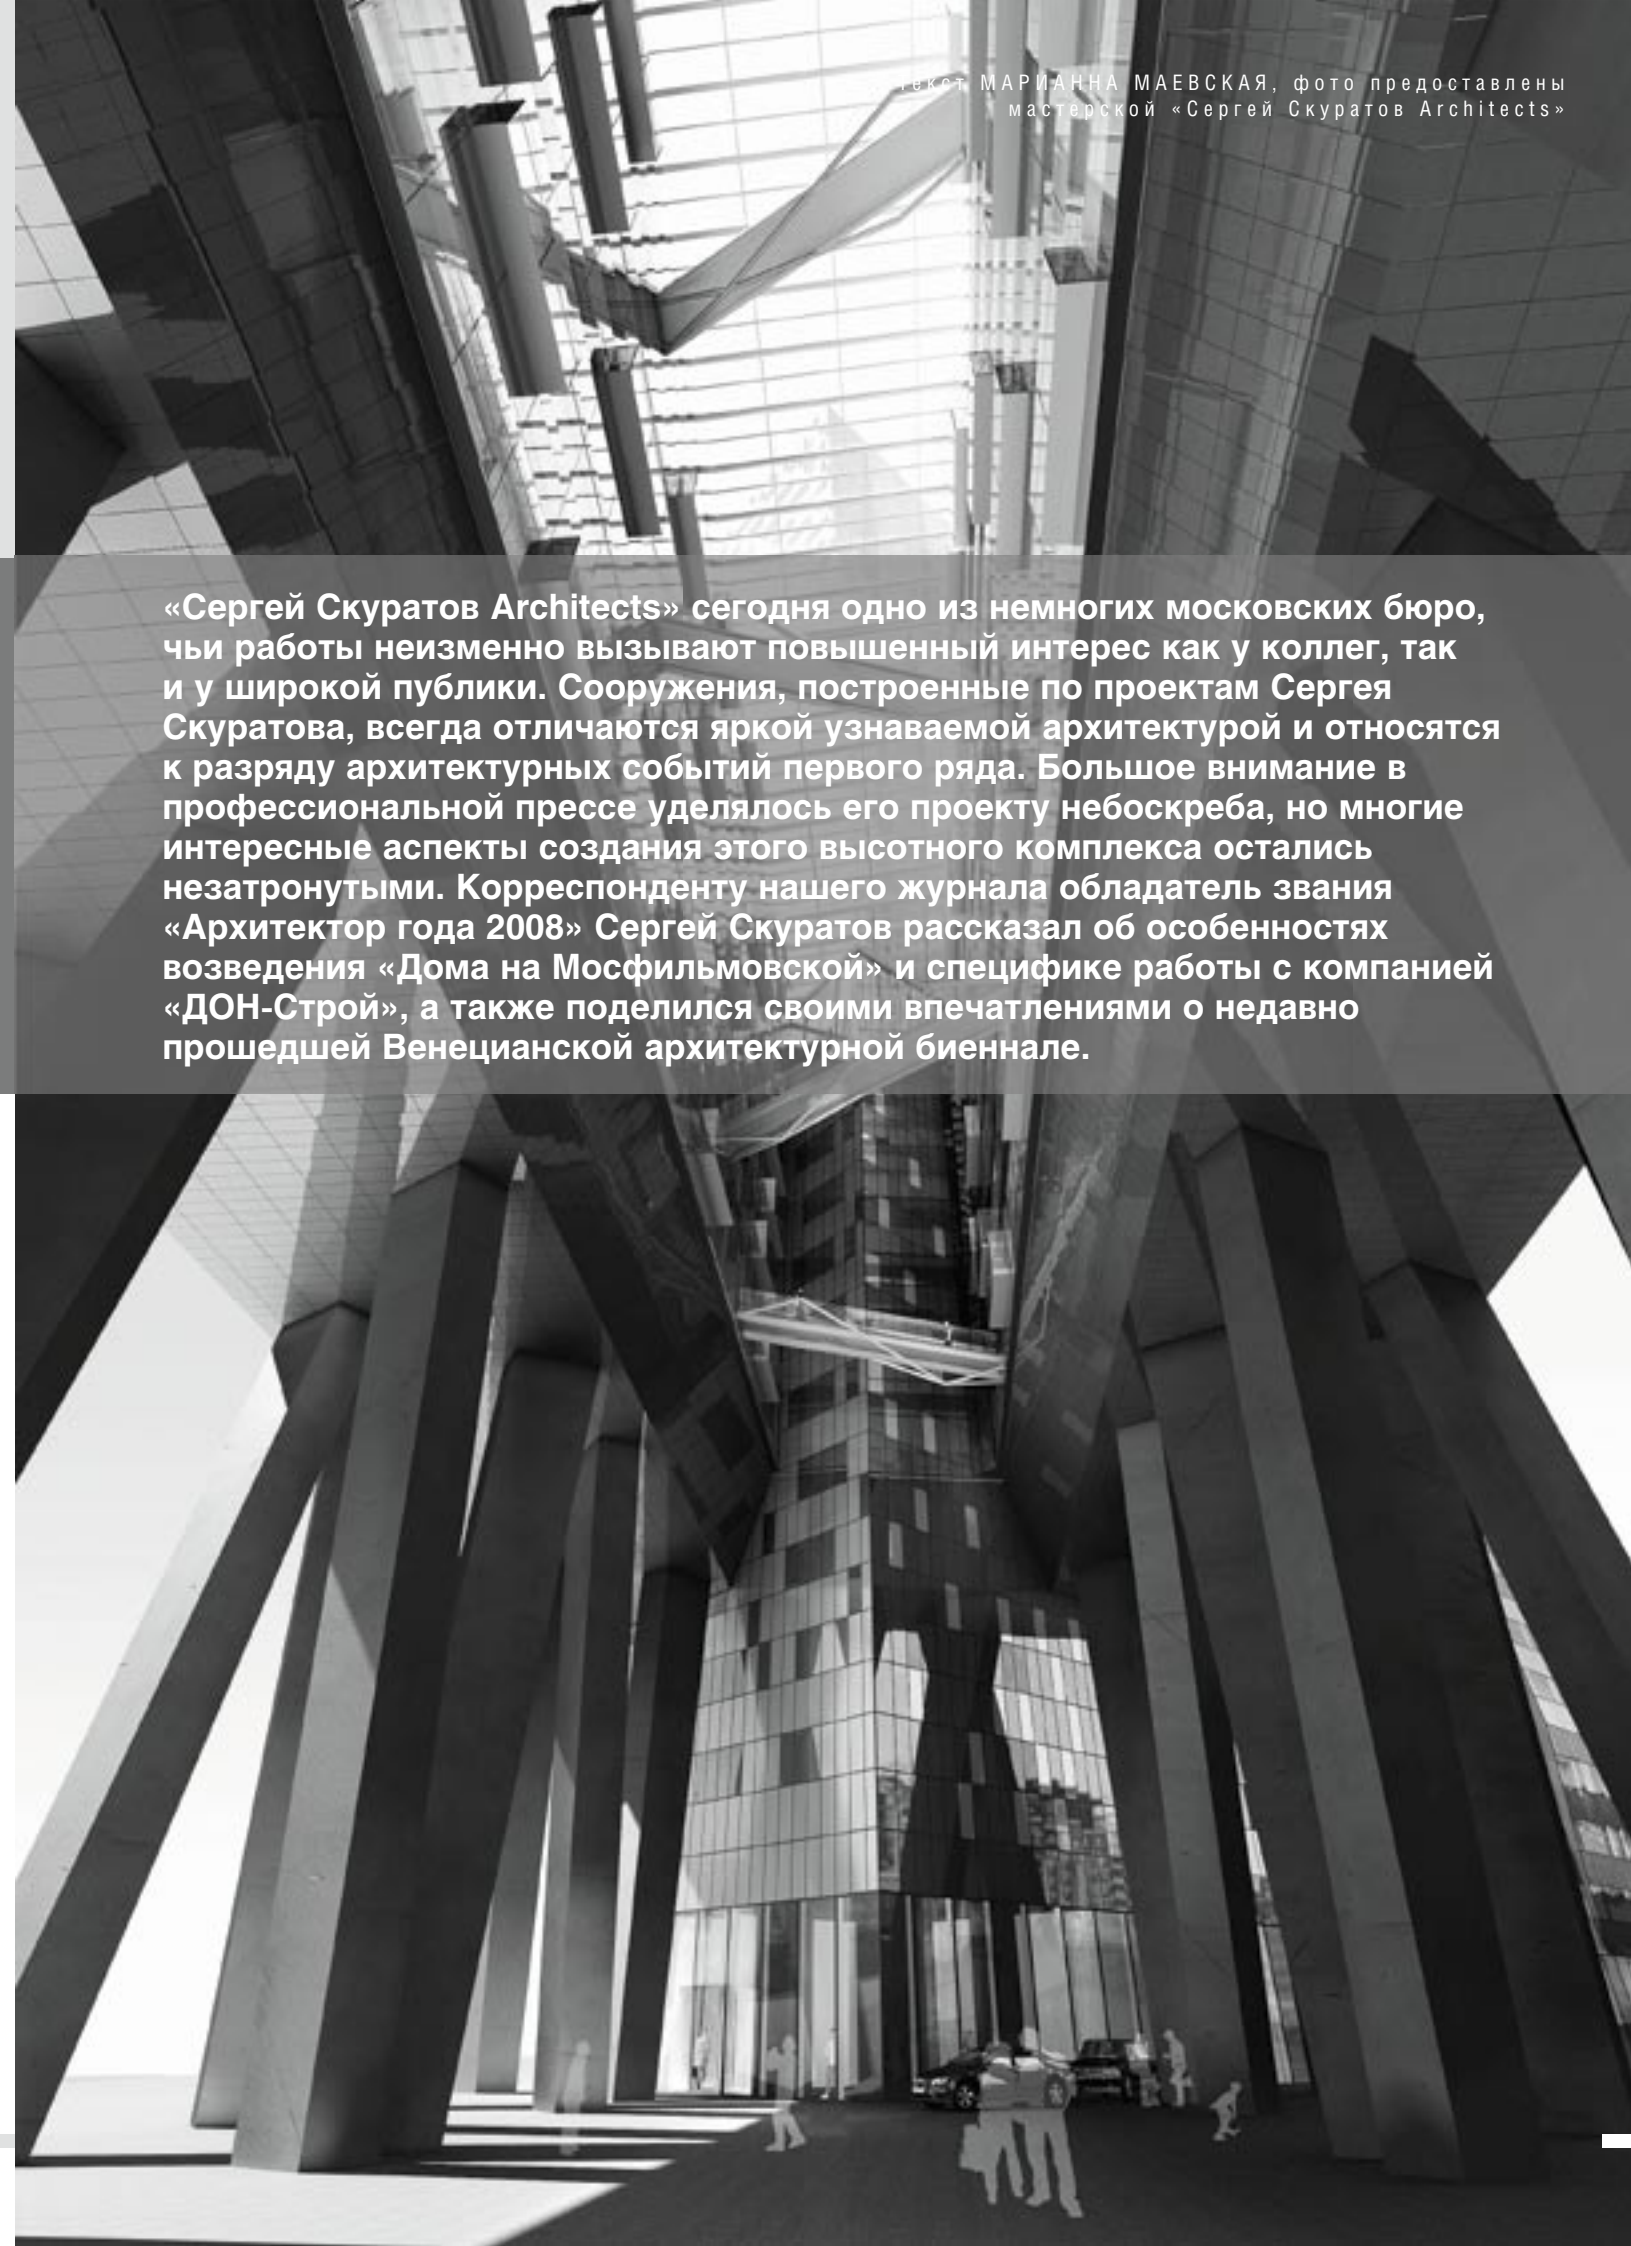 текст МАРИАННА МАЕВСКАЯ, фото предоставлены
мастерской «Сергей Скуратов Architects»
«Сергей Скуратов Architects» сегодня одно из немногих московских бюро,
чьи работы неизменно вызывают повышенный интерес как у коллег, так
и у широкой публики. Сооружения, построенные по проектам Сергея
Скуратова, всегда отличаются яркой узнаваемой архитектурой и относятся
к разряду архитектурных событий первого ряда. Большое внимание в
профессиональной прессе уделялось его проекту небоскреба, но многие
интересные аспекты создания этого высотного комплекса остались
незатронутыми. Корреспонденту нашего журнала обладатель звания
«Архитектор года 2008» Сергей Скуратов рассказал об особенностях
возведения «Дома на Мосфильмовской» и специфике работы с компанией
«ДОН-Строй», а также поделился своими впечатлениями о недавно
прошедшей Венецианской архитектурной биеннале.